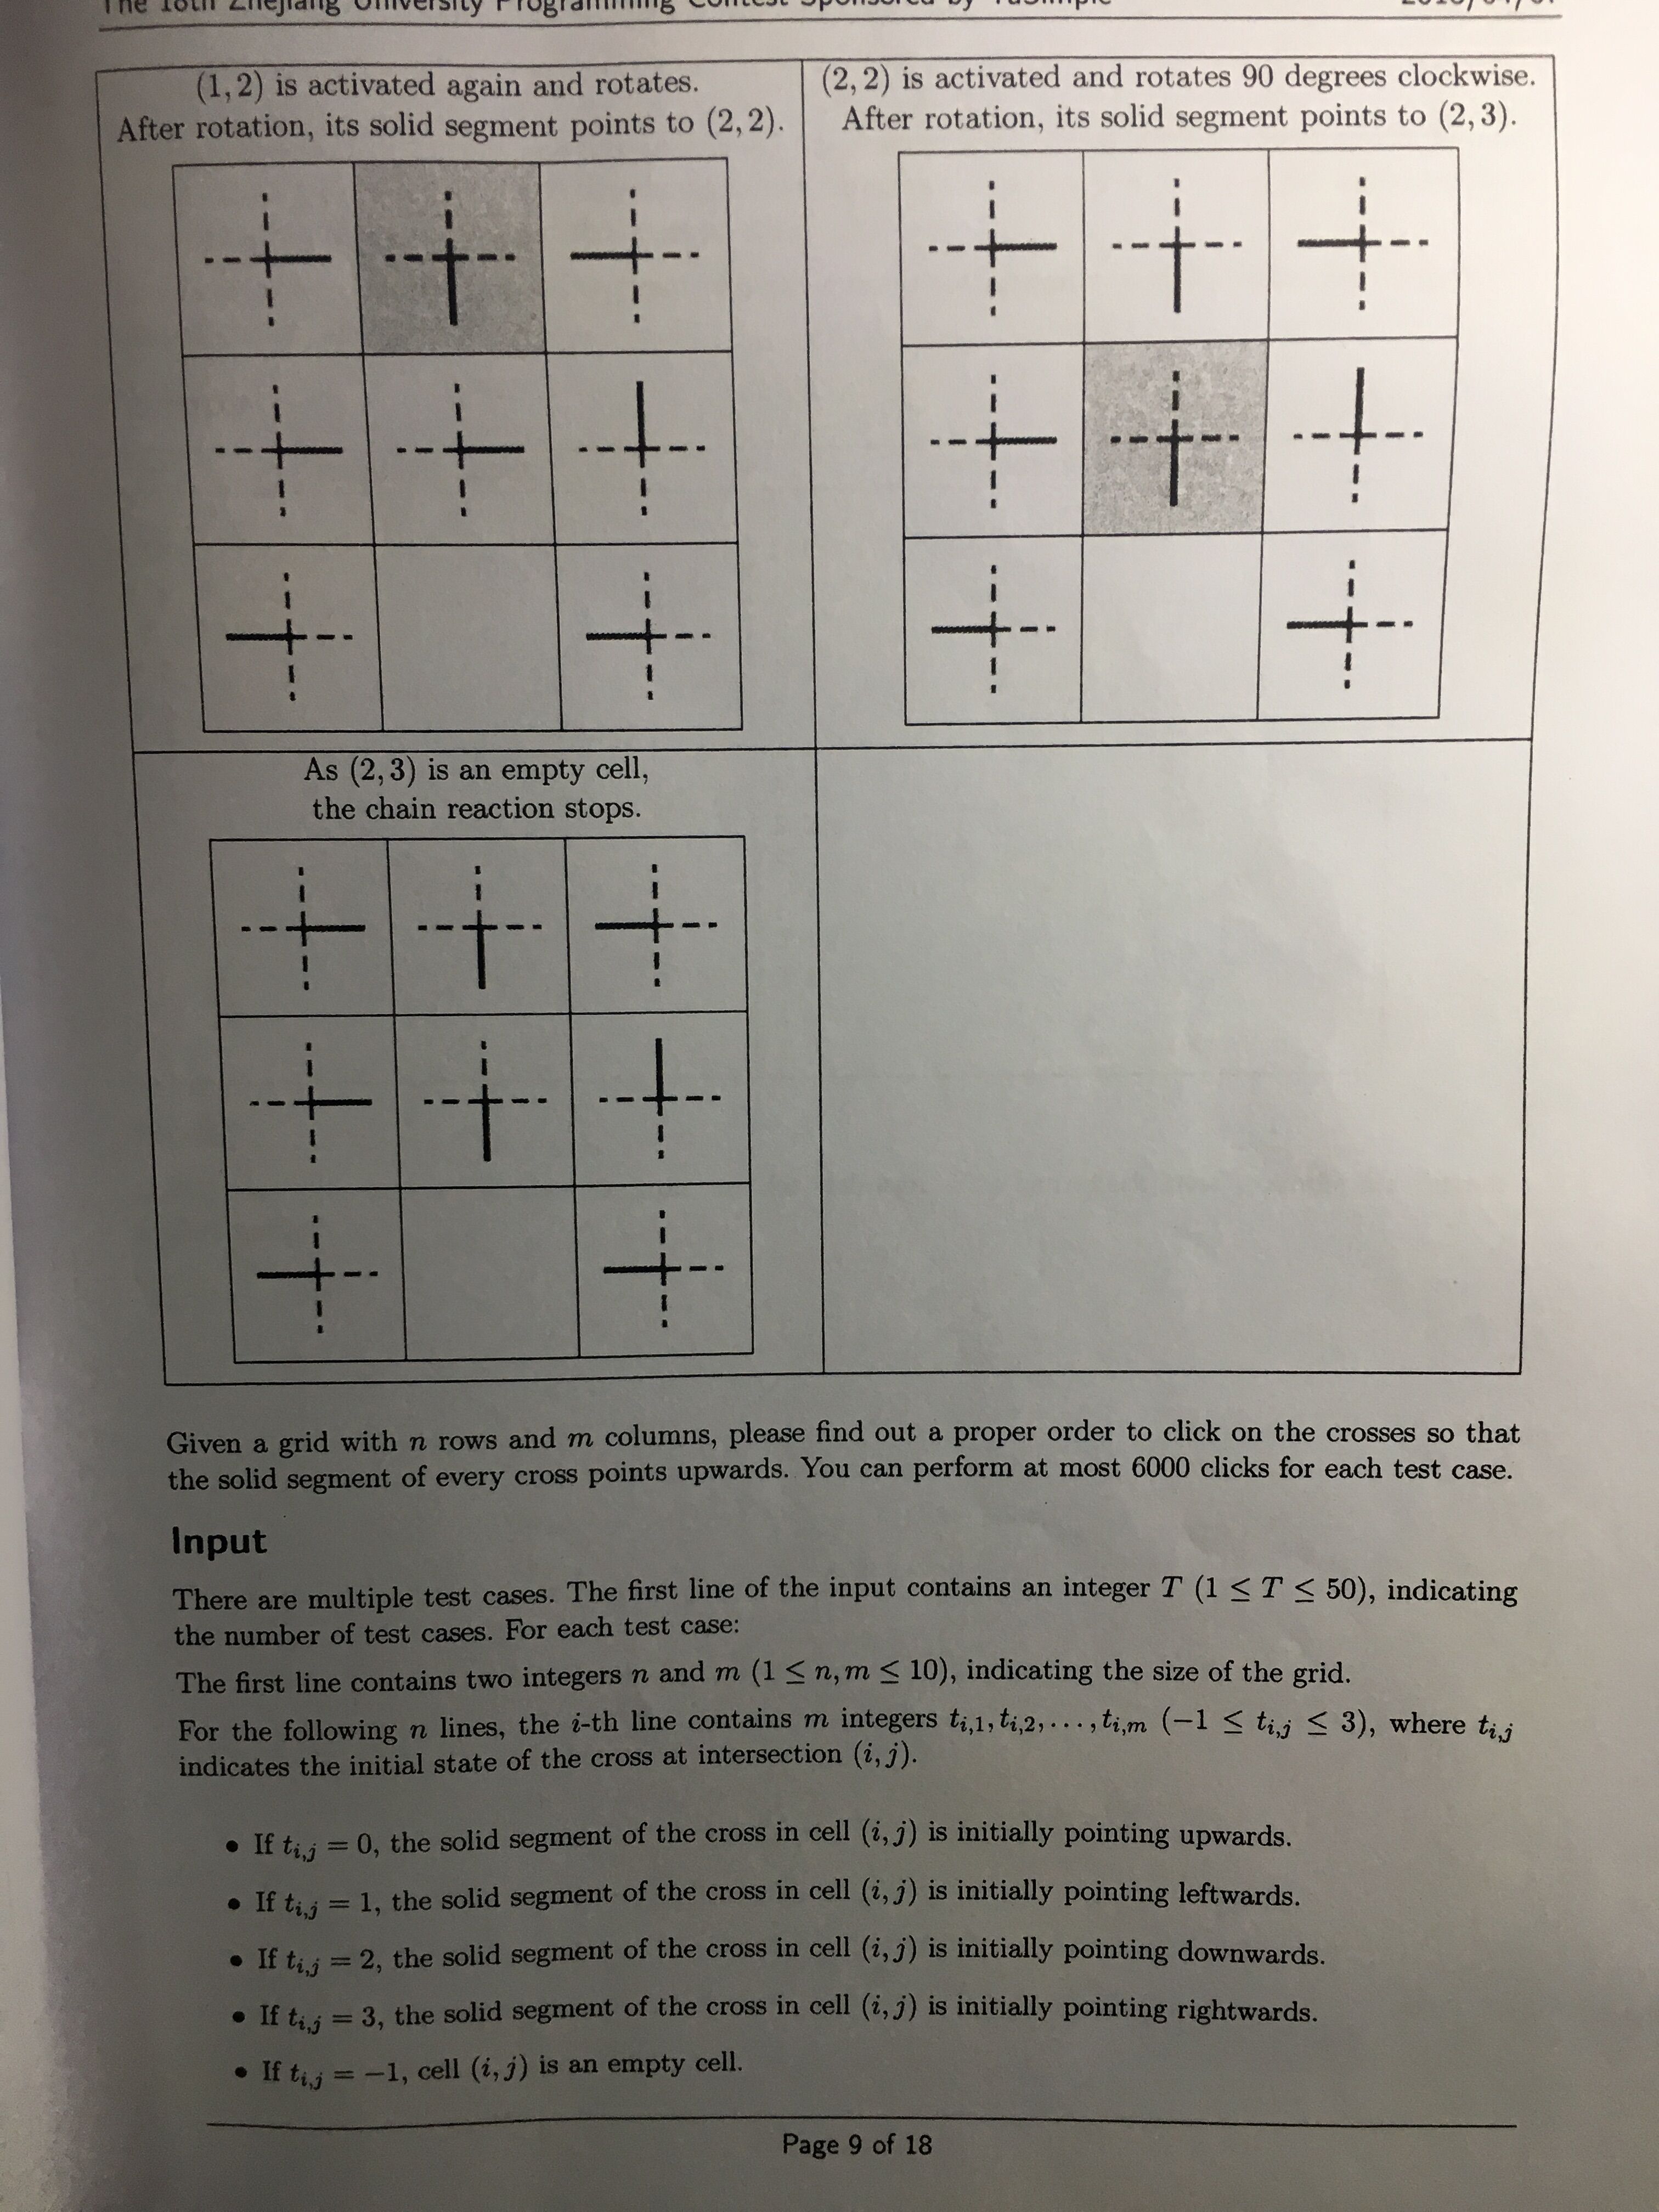 The 18th Zhejiang University Programming Contest Sponsored by TuSimple
(1, 2) is activated again and rotates.
After rotation, its solid segment points to (2, 2).
(2, 2) is activated and rotates 90 degrees clockwise.
After rotation, its solid segment points to (2, 3).
As (2, 3) is an empty cell,
the chain reaction stops.
Given a grid with n rows and m columns, please find out a proper order to click on the crosses so that
the solid segment of every cross points upwards. You can perform at most 6000 clicks for each test case.
Input
There are multiple test cases. The first line of the input contains an integer T (1 ≤ T ≤ 50), indicating
the number of test cases. For each test case:
The first line contains two integers n and m (1 ≤ n, m ≤ 10), indicating the size of the grid.
For the following n lines, the i-th line contains m integers t_{i,1}, t_{i,2}, . . . , t_{i,m} (−1 ≤ t_{i,j} ≤ 3), where t_{i,j}
indicates the initial state of the cross at intersection (i, j).
• If t_{i,j} = 0, the solid segment of the cross in cell (i, j) is initially pointing upwards.
• If t_{i,j} = 1, the solid segment of the cross in cell (i, j) is initially pointing leftwards.
• If t_{i,j} = 2, the solid segment of the cross in cell (i, j) is initially pointing downwards.
• If t_{i,j} = 3, the solid segment of the cross in cell (i, j) is initially pointing rightwards.
• If t_{i,j} = −1, cell (i, j) is an empty cell.
Page 9 of 18